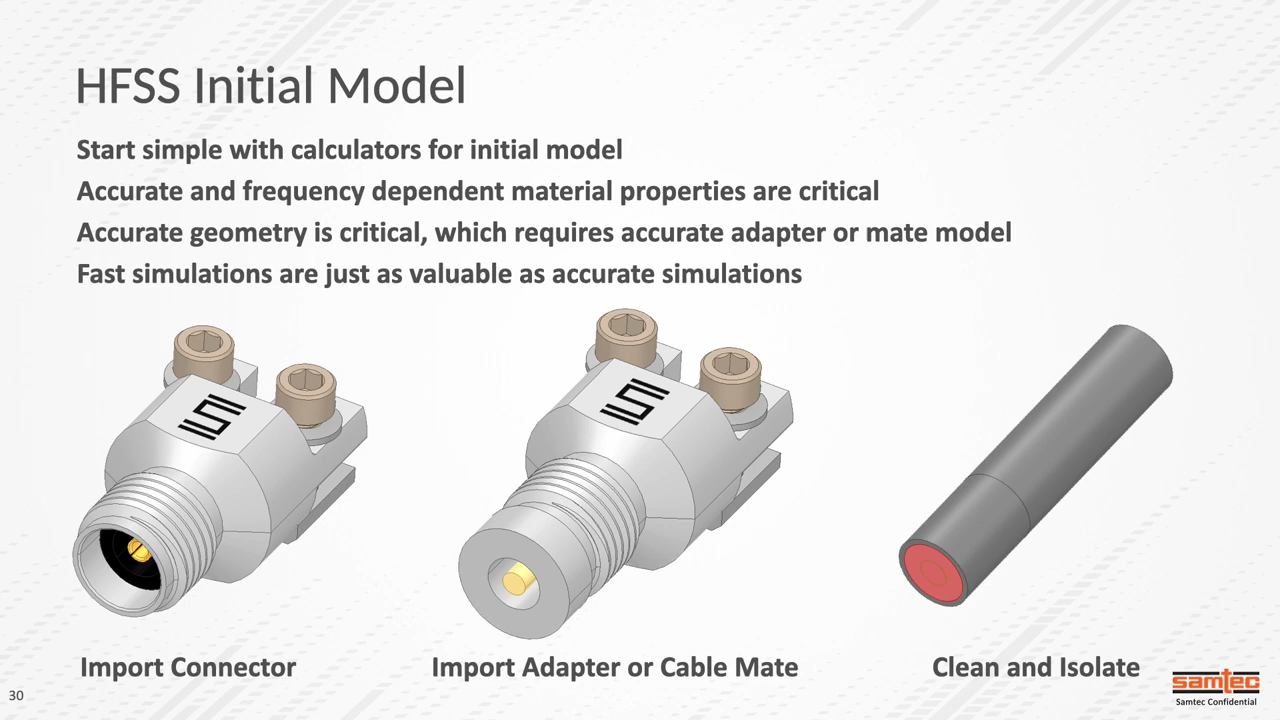 HFSS Initial Model
Start simple with calculators for initial model
Accurate and frequency dependent material properties are critical
Accurate geometry is critical, which requires accurate adapter or mate model
Fast simulations are just as valuable as accurate simulations
Import Connector
Import Adapter or Cable Mate
Clean and Isolate
30
samtec
Samtec Confidential